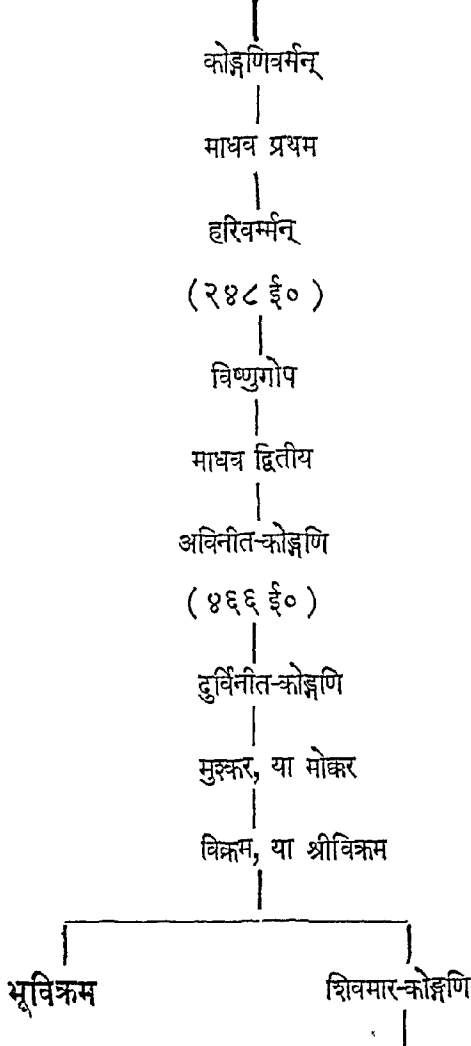 कोङ्गणिवर्मन्
माधव प्रथम
हरिवर्म्मन्
(२४८ ई०)
विष्णुगोप
माधव द्वितीय
अविनीत-कोङ्गणि
(४६६ ई०)
दुर्विनीत-कोङ्गणि
मुश्कर, या मोक्कर
विक्रम, या श्रीविक्रम
भूविक्रम शिवमार-कोङ्गणि